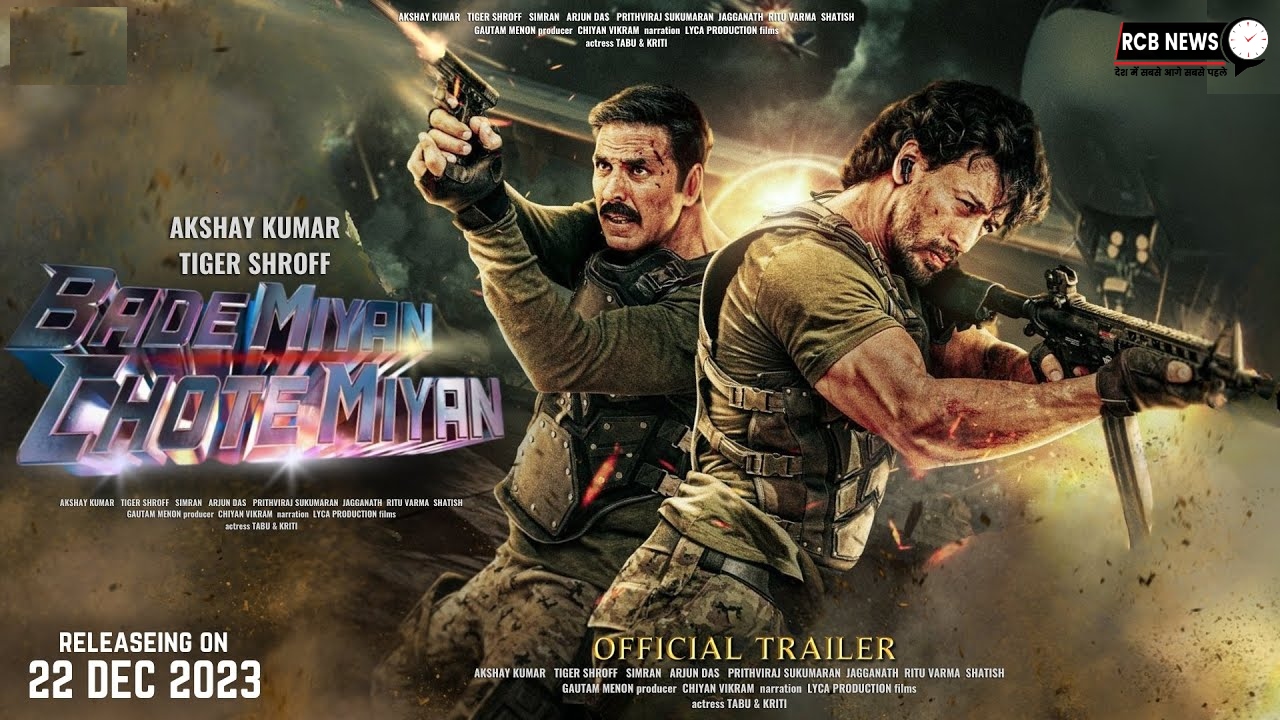 AKSHAY KUMAR TIGER SHROFF SIMRAN ARJUN DAS PRITHVIRAJ SUKUMARAN JAGGANATH RITU VARMA SHATISH
GAUTAM MENON producer CHIYAN VIKRAM narration LYCA PRODUCTION films
actress TABU & KRITI
RCB NEWS
देश में सबसे आगे सबसे पहले
AKSHAY KUMAR
TIGER SHROFF
BADE MIYAN
CHOTE MIYAN
AKSHAY KUMAR TIGER SHROFF SIMRAN ARJUN DAS PRITHVIRAJ SUKUMARAN JAGGANATH RITU VARMA SHATISH
GAUTAM MENON producer CHIYAN VIKRAM narration LYCA PRODUCTION films
actress TABU & KRITI
RELEASEING ON
22 DEC 2023
OFFICIAL TRAILER
AKSHAY KUMAR TIGER SHROFF SIMRAN ARJUN DAS PRITHVIRAJ SUKUMARAN JAGGANATH RITU VARMA SHATISH
GAUTAM MENON producer CHIYAN VIKRAM narration LYCA PRODUCTION films
actress TABU & KRITI